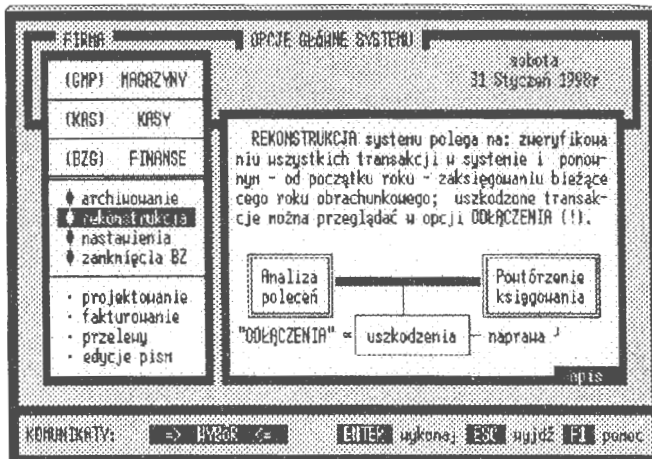 FIRMA
OPCJE GŁÓWNE SYSTEMU
sobota
31 Styczeń 1998r
(GMP) MAGAZYNY
(KAS) KASY
(BZG) FINANSE
archiwowanie
rekonstrukcja
nastawienia
zamknięcia BZ
· projektowanie
· fakturowanie
· przelewy
· edycje pism
REKONSTRUKCJA systemu polega na: zweryfikowa
niu wszystkich transakcji w systemie i ponow-
nym - od początku roku - zaksięgowaniu bieżące
cego roku obrachunkowego; uszkodzone transak-
cje można przeglądać w opcji ODŁĄCZENIA (!).
Analiza
poleceń
Powtórzenie
księgowania
"ODŁĄCZENIA" ∝ uszkodzenia naprawa
opis
KOMUNIKATY: => WYBÓR <= ENTER wykonaj ESC wyjdź F1 pomoc